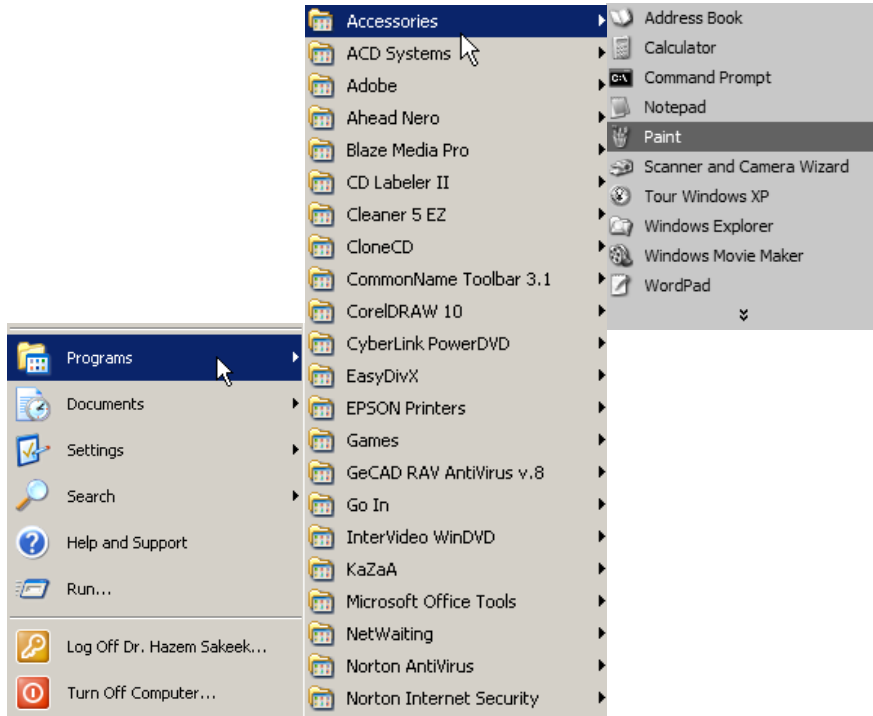 Programs
Documents
Settings
Search
Help and Support
Run...
Log Off Dr. Hazem Sakeek...
Turn Off Computer...
Accessories
ACD Systems
Adobe
Ahead Nero
Blaze Media Pro
CD Labeler II
Cleaner 5 EZ
CloneCD
CommonName Toolbar 3.1
CorelDRAW 10
CyberLink PowerDVD
EasyDivX
EPSON Printers
Games
GeCAD RAV AntiVirus v.8
Go In
InterVideo WinDVD
KaZaA
Microsoft Office Tools
NetWaiting
Norton AntiVirus
Norton Internet Security
Address Book
Calculator
Command Prompt
Notepad
Paint
Scanner and Camera Wizard
Tour Windows XP
Windows Explorer
Windows Movie Maker
WordPad